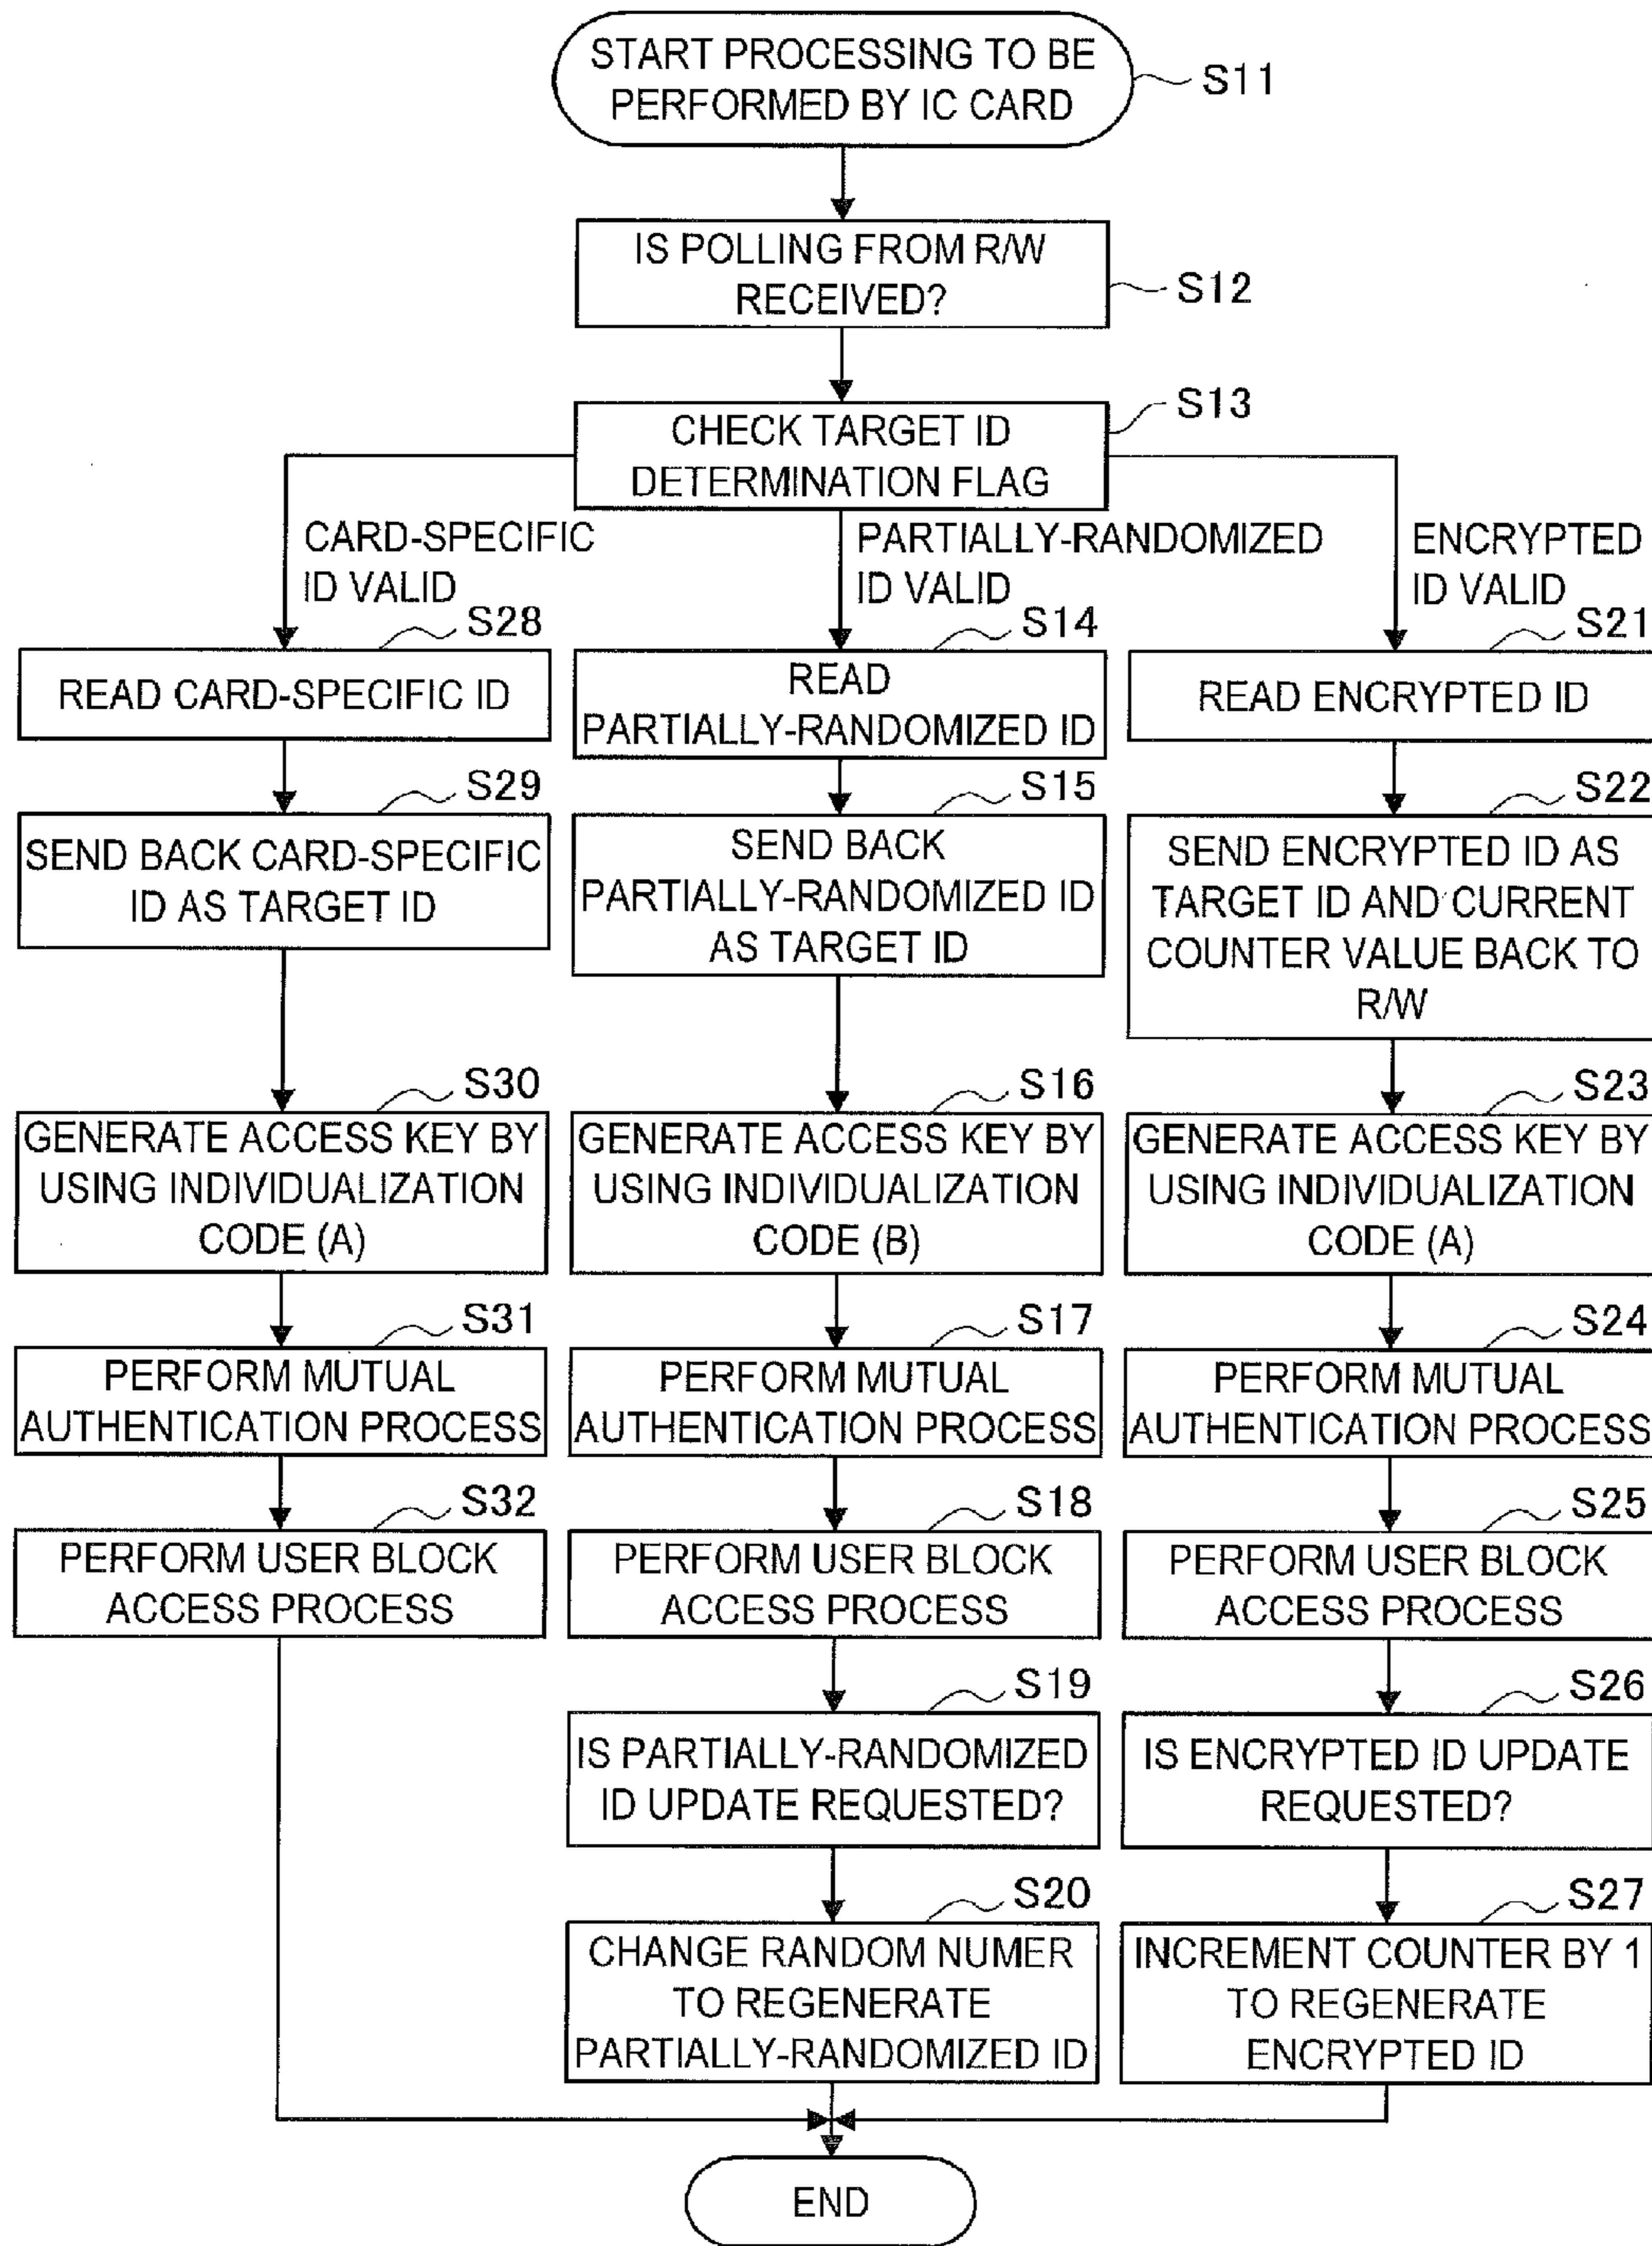 START PROCESSING TO BE
PERFORMED BY IC CARD
S11
IS POLLING FROM R/W
RECEIVED?
S12
S13
CHECK TARGET ID
DETERMINATION FLAG
CARD-SPECIFIC
ID VALID
PARTIALLY-RANDOMIZED
ID VALID
ENCRYPTED
ID VALID
S28
READ CARD-SPECIFIC ID
S29
SEND BACK CARD-SPECIFIC
ID AS TARGET ID
S30
GENERATE ACCESS KEY BY
USING INDIVIDUALIZATION
CODE (A)
S31
PERFORM MUTUAL
AUTHENTICATION PROCESS
S32
PERFORM USER BLOCK
ACCESS PROCESS
S14
READ
PARTIALLY-RANDOMIZED ID
S15
SEND BACK
PARTIALLY-RANDOMIZED ID
AS TARGET ID
S16
GENERATE ACCESS KEY BY
USING INDIVIDUALIZATION
CODE (B)
S17
PERFORM MUTUAL
AUTHENTICATION PROCESS
S18
PERFORM USER BLOCK
ACCESS PROCESS
S19
IS PARTIALLY-RANDOMIZED
ID UPDATE REQUESTED?
S20
CHANGE RANDOM NUMER
TO REGENERATE
PARTIALLY-RANDOMIZED ID
S21
READ ENCRYPTED ID
S22
SEND ENCRYPTED ID AS
TARGET ID AND CURRENT
COUNTER VALUE BACK TO
R/W
S23
GENERATE ACCESS KEY BY
USING INDIVIDUALIZATION
CODE (A)
S24
PERFORM MUTUAL
AUTHENTICATION PROCESS
S25
PERFORM USER BLOCK
ACCESS PROCESS
S26
IS ENCRYPTED ID UPDATE
REQUESTED?
S27
INCREMENT COUNTER BY 1
TO REGENERATE
ENCRYPTED ID
END